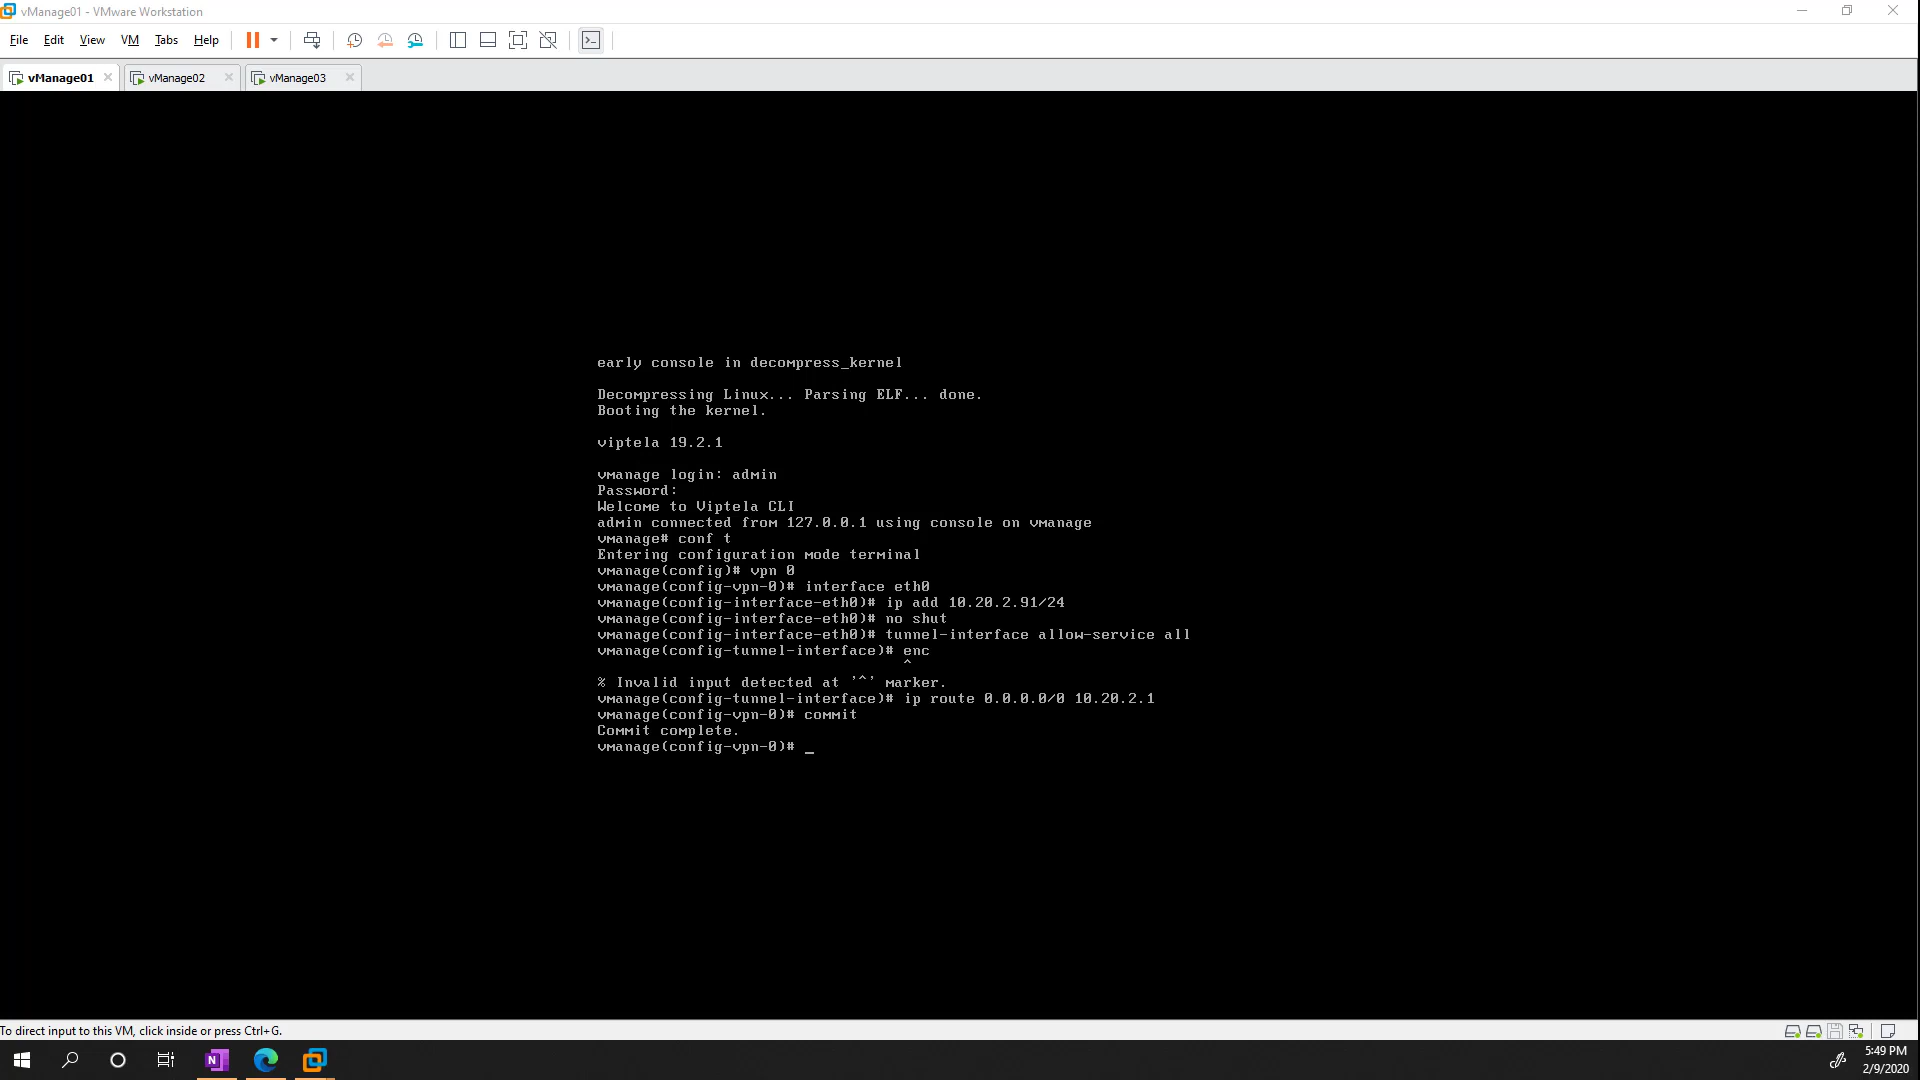 vManage01 - VMware Workstation
File Edit View VM Tabs Help
vManage01 vManage02 vManage03
early console in decompress_kernel
Decompressing Linux... Parsing ELF... done.
Booting the kernel.
viptela 19.2.1
vmanage login: admin
Password:
Welcome to Viptela CLI
admin connected from 127.0.0.1 using console on vmanage
vmanage# conf t
Entering configuration mode terminal
vmanage(config)# vpn 0
vmanage(config-vpn-0)# interface eth0
vmanage(config-interface-eth0)# ip add 10.20.2.91/24
vmanage(config-interface-eth0)# no shut
vmanage(config-interface-eth0)# tunnel-interface allow-service all
vmanage(config-tunnel-interface)# enc
^
% Invalid input detected at '^' marker.
vmanage(config-tunnel-interface)# ip route 0.0.0.0/0 10.20.2.1
vmanage(config-vpn-0)# commit
Commit complete.
vmanage(config-vpn-0)# _
To direct input to this VM, click inside or press Ctrl+G.
5:49 PM
2/9/2020